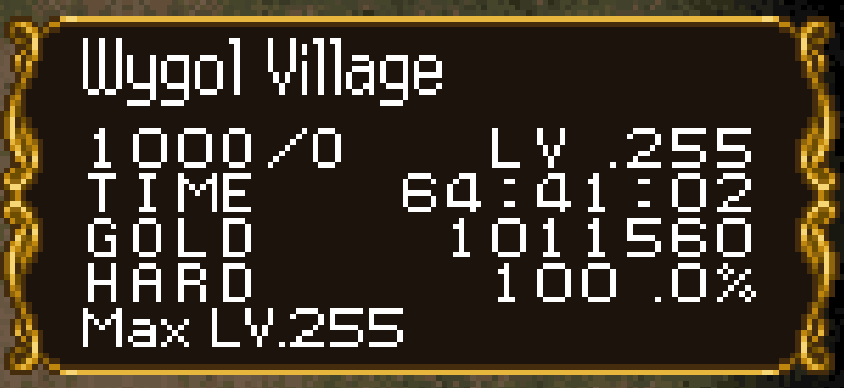 Wygol Village
1000/0 LV.255
TIME 64:41:02
GOLD 1011560
HARD 100.0%
Max LV.255